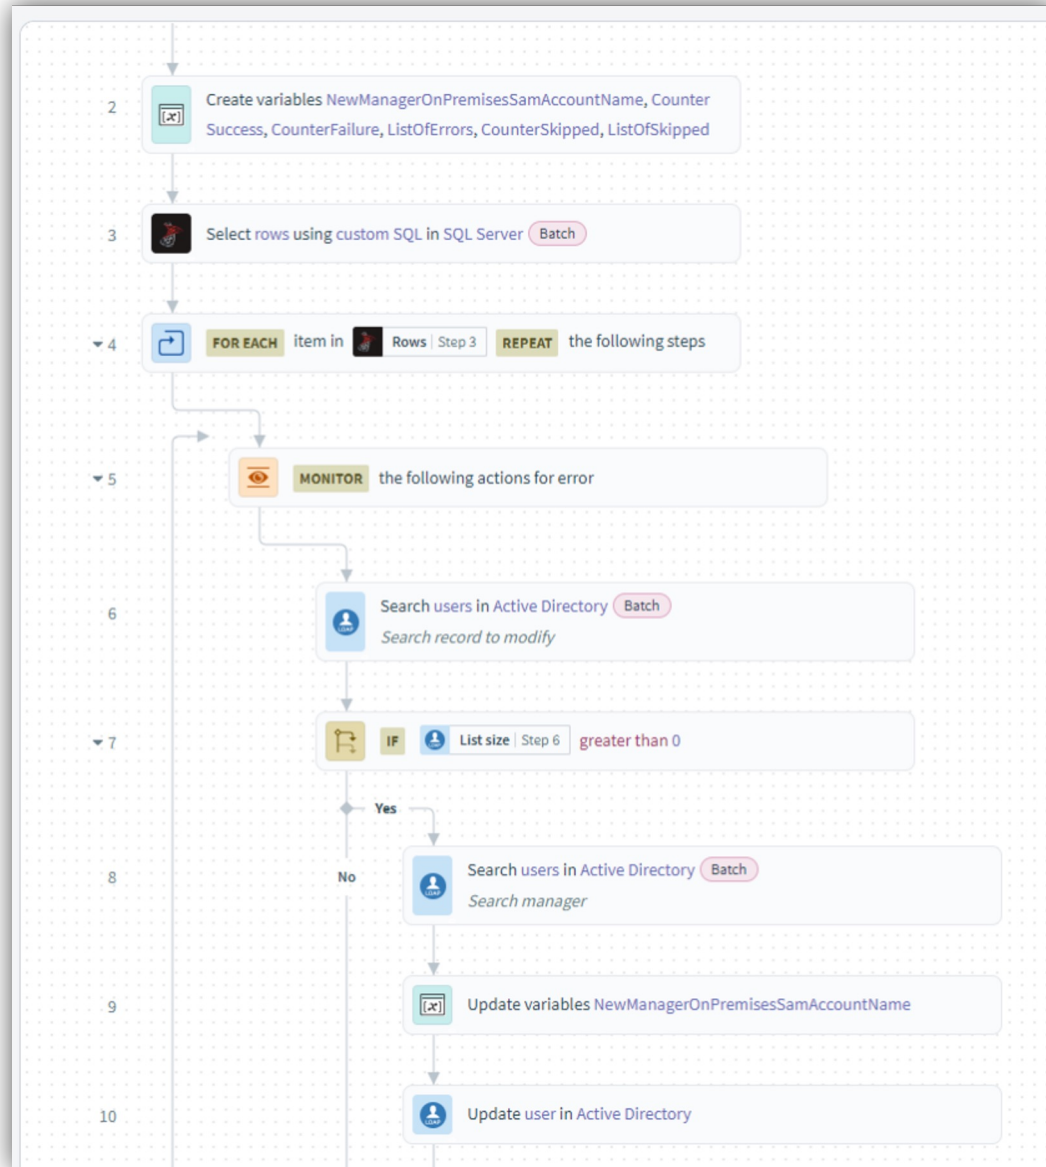 2
Create variables NewManagerOnPremisesSamAccountName, Counter
Success, CounterFailure, ListOfErrors, CounterSkipped, ListOfSkipped
3
Select rows using custom SQL in SQL Server Batch
4
FOR EACH item in Rows | Step 3 REPEAT the following steps
5
MONITOR the following actions for error
6
Search users in Active Directory Batch
LDAP
Search record to modify
7
IF List size | Step 6 greater than 0
Yes
8
No
Search users in Active Directory Batch
LDAP
Search manager
9
Update variables NewManagerOnPremisesSamAccountName
10
LDAP
Update user in Active Directory